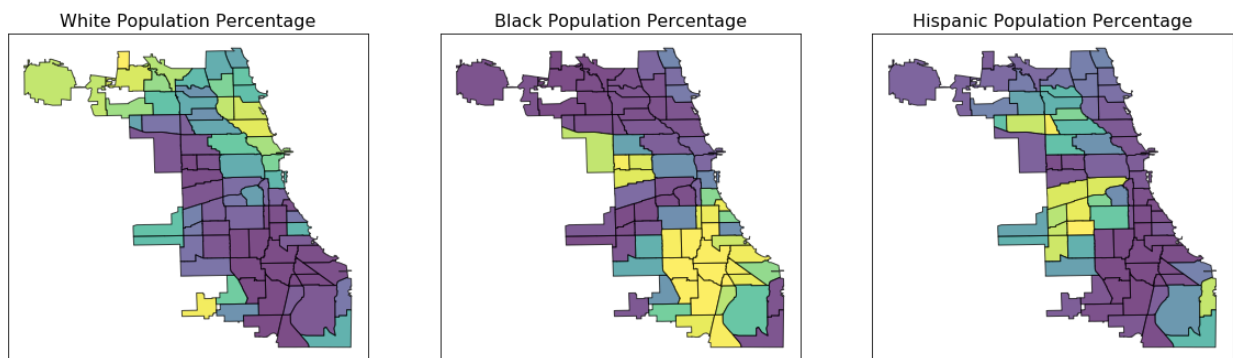 White Population Percentage
Black Population Percentage
Hispanic Population Percentage